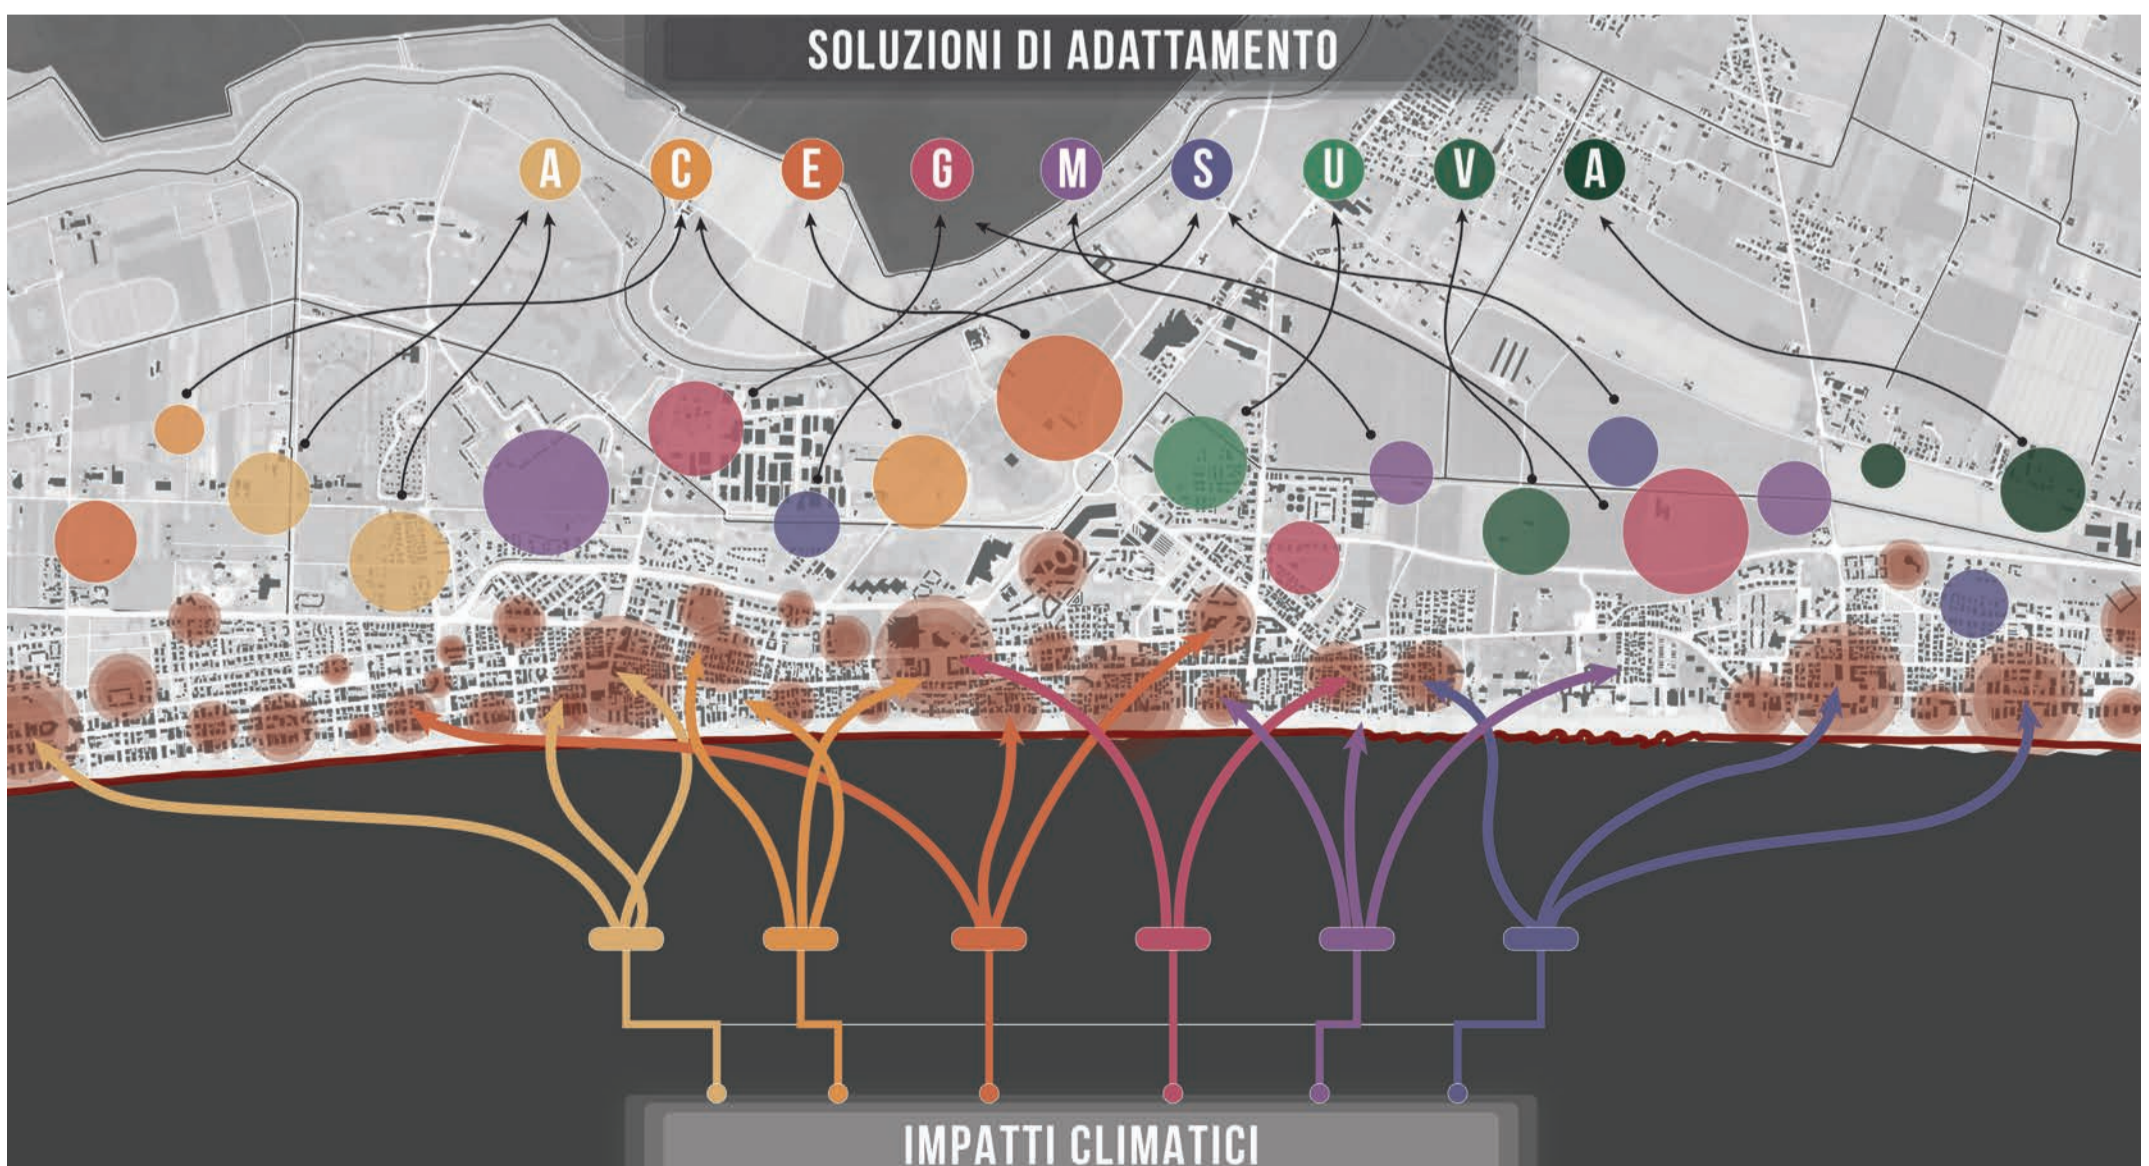 SOLUZIONI DI ADATTAMENTO
A C E G M S U V A
IMPATTI CLIMATICI